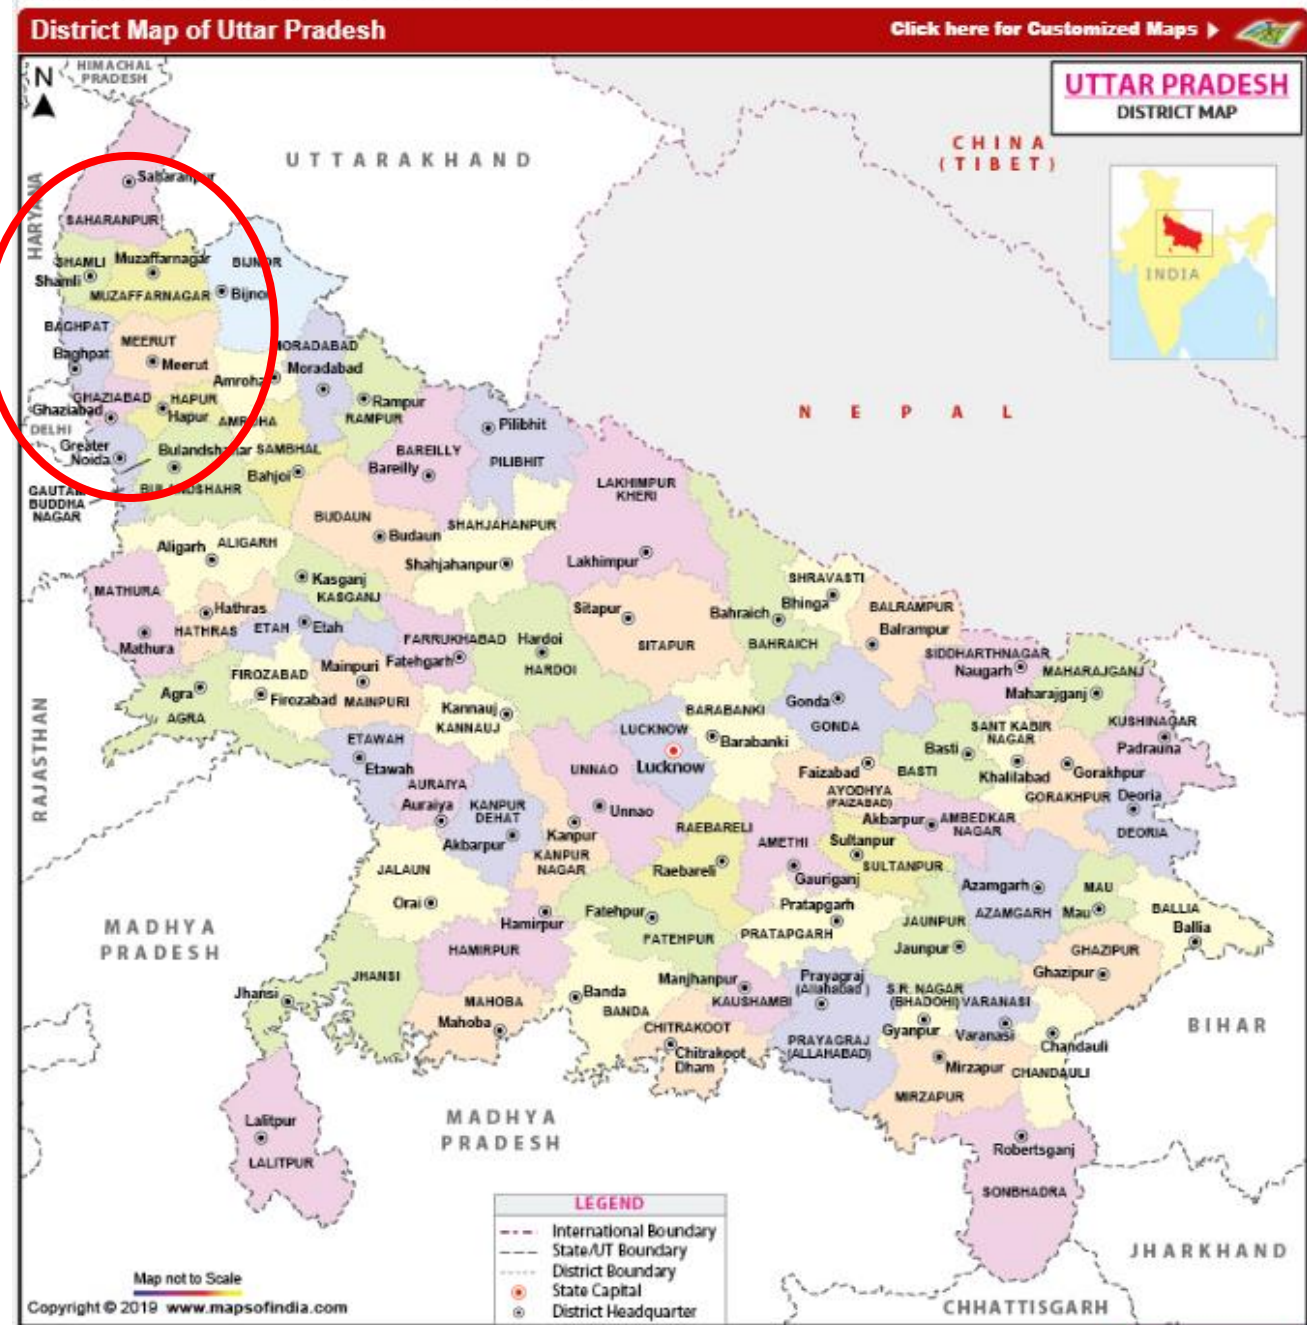 District Map of Uttar Pradesh
Click here for Customized Maps
N
HIMACHAL
PRADESH
UTTAR PRADESH
DISTRICT MAP
CHINA
(TIBET)
UTTARAKHAND
HARYANA
Saharanpur
SAHARANPUR
INDIA
SHAMLI
Muzaffarnagar
BIJNOR
Shamli
MUZAFFARNAGAR
Bijnor
BAGHPAT
MEERUT
MORADABAD
Baghpat
Meerut
Moradabad
Amroha
GHAZIABAD
HAPUR
Rampur
Ghaziabad
Hapur
AMROHA
RAMPUR
NEPAL
DELHI
Pilibhit
Greater
Noida
Bulandshahar
SAMBHAL
BAREILLY
PILIBHIT
Bahjoi
Bareilly
GAUTAM
BUDDHA
NAGAR
BULANDSHAHR
LAKHIMPUR
KHERI
BUDAUN
SHAHJAHANPUR
Budaun
Aligarh
ALIGARH
Shahjahanpur
Lakhimpur
Kasganj
KASGANJ
SHRAVASTI
MATHURA
Bhinga
BALRAMPUR
Hathras
HATHRAS
ETAH
Etah
Sitapur
Bahraich
Balrampur
Mathura
FARRUKHABAD
Hardoi
SITAPUR
BAHRAICH
SIDDHARTHNAGAR
Mainpuri
Fatehgarh
HARDOI
Naugarh
MAHARAJGANJ
FIROZABAD
Agra
Firozabad
MAINPURI
Maharajganj
AGRA
Kannauj
KANNAUJ
BARABANKI
Gonda
GONDA
KUSHINAGAR
RAJASTHAN
ETAWAH
LUCKNOW
Barabanki
SANT KABIR
NAGAR
Basti
Padrauna
Etawah
UNNAO
Lucknow
Faizabad
BASTI
Khalilabad
Gorakhpur
AURAIYA
AYODHYA
(FAIZABAD)
GORAKHPUR
Deoria
Auraiya
KANPUR
DEHAT
Unnao
RAEBARELI
Akbarpur
AMBEDKAR
NAGAR
DEORIA
Akbarpur
Kanpur
KANPUR
NAGAR
AMETHI
Sultanpur
SULTANPUR
JALAUN
Raebareli
Gauriganj
Azamgarh
MAU
Orai
Pratapgarh
BALLIA
Hamirpur
Fatehpur
JAUNPUR
AZAMGARH
Mau
Ballia
MADHYA
PRADESH
FATEHPUR
PRATAPGARH
Jaunpur
GHAZIPUR
HAMIRPUR
Ghazipur
JHANSI
Manjhanpur
Prayagraj
(Allahabad)
Jhansi
Banda
KAUSHAMBI
S.R. NAGAR
(BHADOHI)
VARANASI
MAHOBA
BANDA
BIHAR
Mahoba
CHITRAKOOT
Gyanpur
Varanasi
Chitrakoot
Dham
PRAYAGRAJ
(ALLAHABAD)
Chandauli
Mirzapur
CHANDAULI
MIRZAPUR
Lalitpur
MADHYA
PRADESH
LALITPUR
Robertsganj
SONBHADRA
LEGEND
International Boundary
State/UT Boundary
District Boundary
State Capital
District Headquarter
JHARKHAND
Map not to Scale
CHHATTISGARH
Copyright © 2019 www.mapsofindia.com